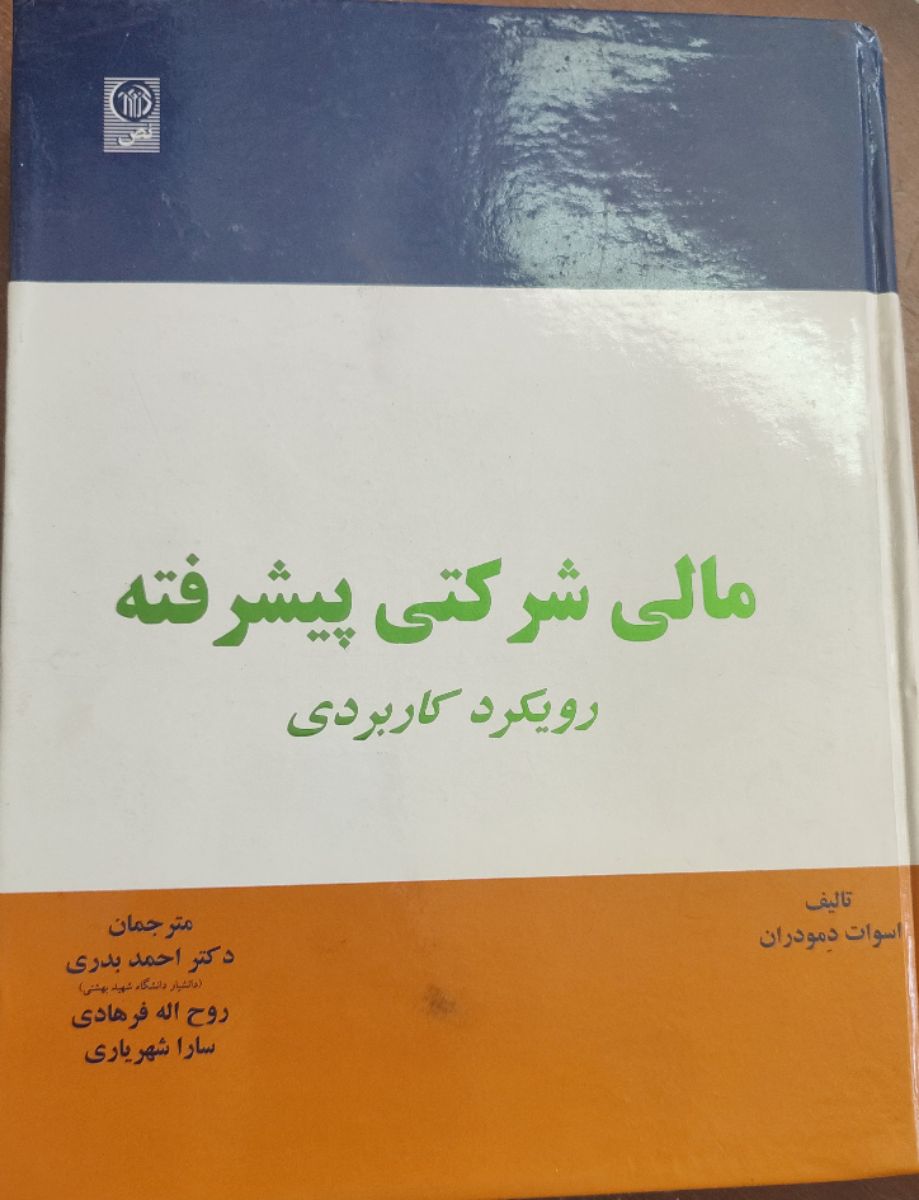 نص
مالی شرکتی پیشرفته
رویکرد کاربردی
تالیف
اسوات دِمودران
مترجمان
دکتر احمد بدری
(دانشیار دانشگاه شهید بهشتی)
روح اله فرهادی
سارا شهریاری